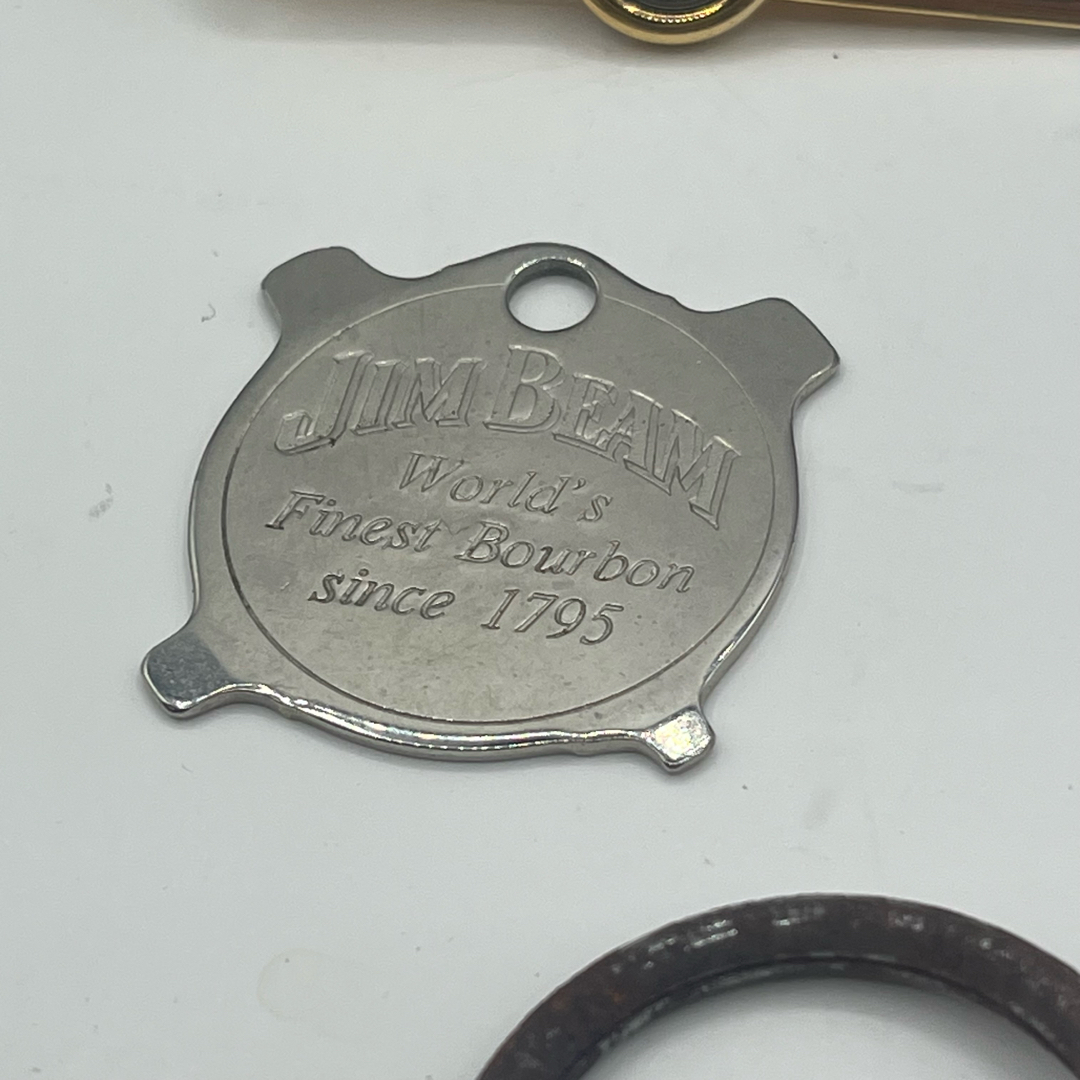 JIM BEAM
World's
Finest Bourbon
since 1795